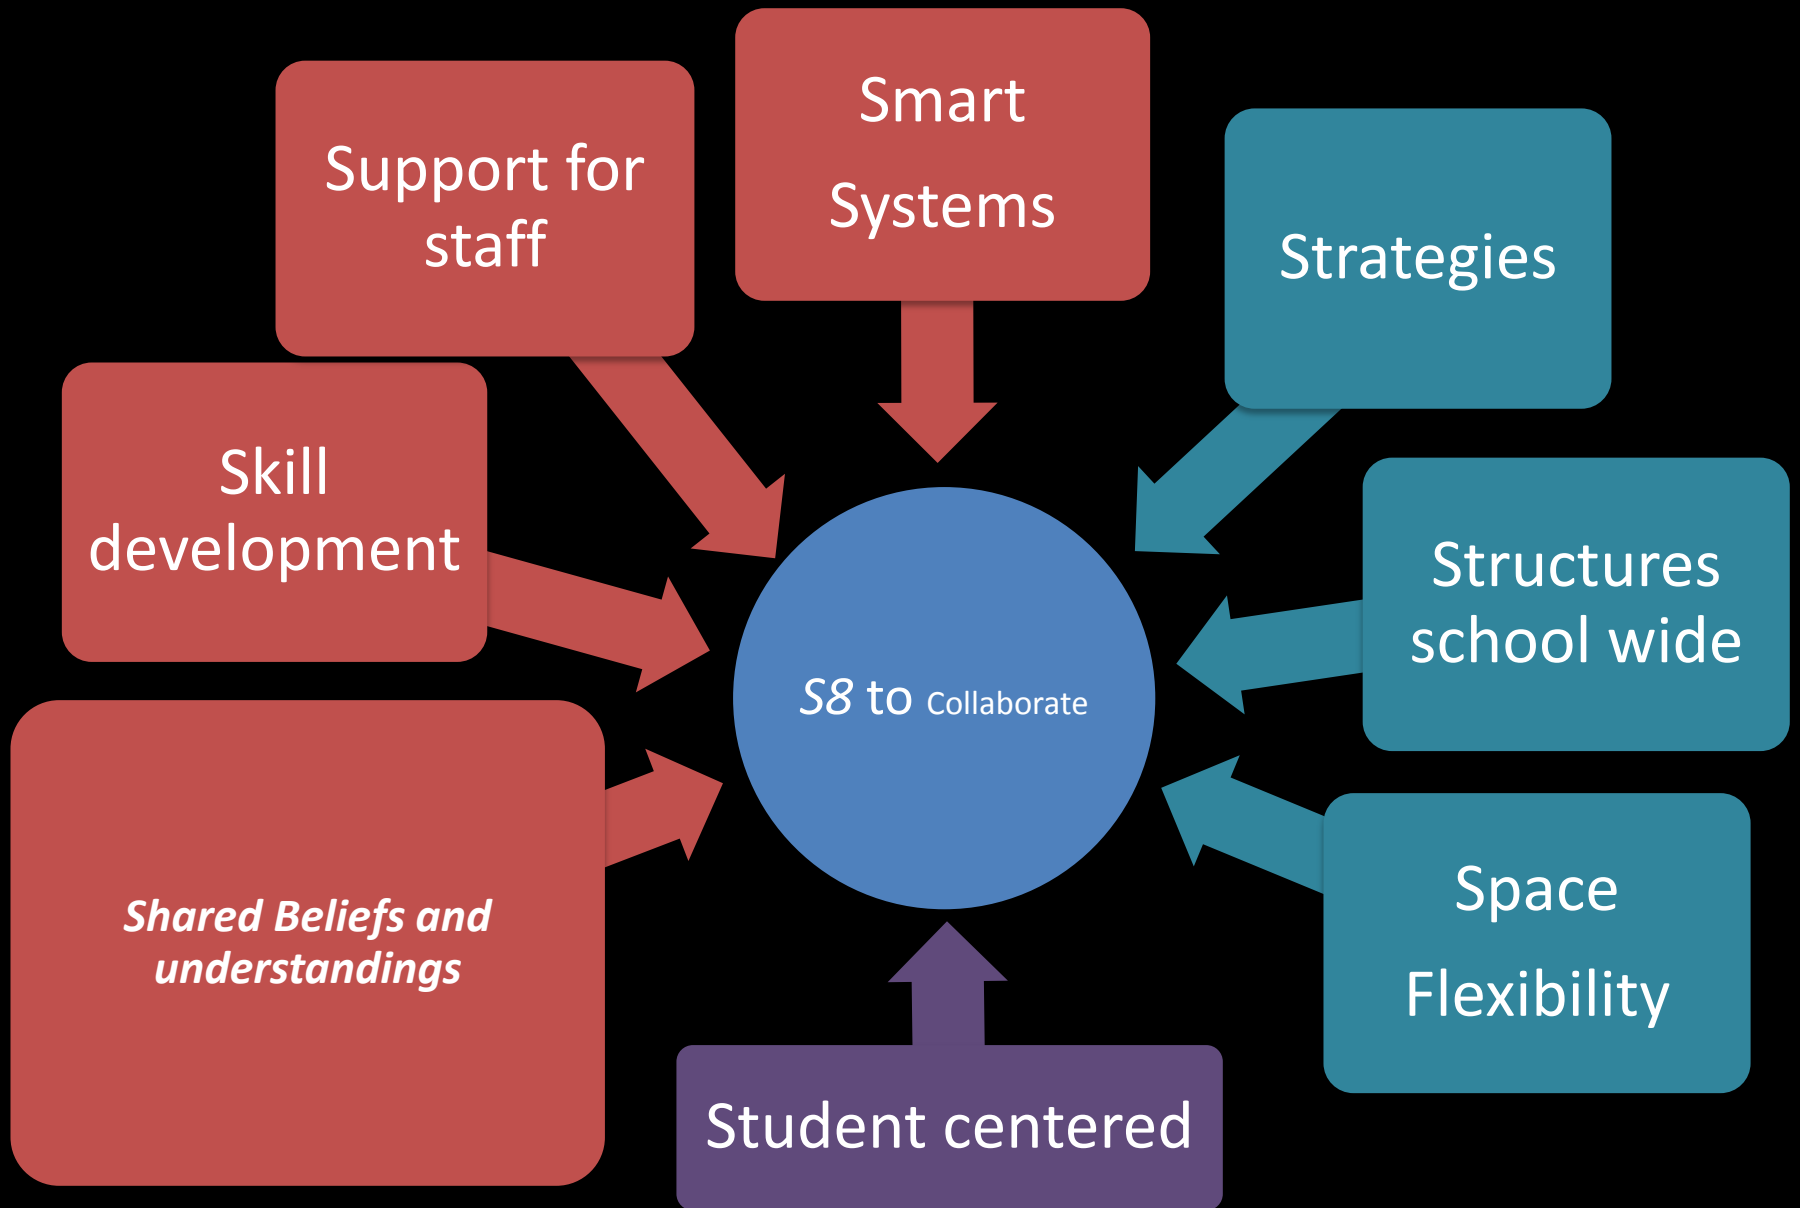 Smart
Systems
Support for
staff
Strategies
Skill
development
Structures
school wide
S8 to Collaborate
Shared Beliefs and
understandings
Space
Flexibility
Student centered